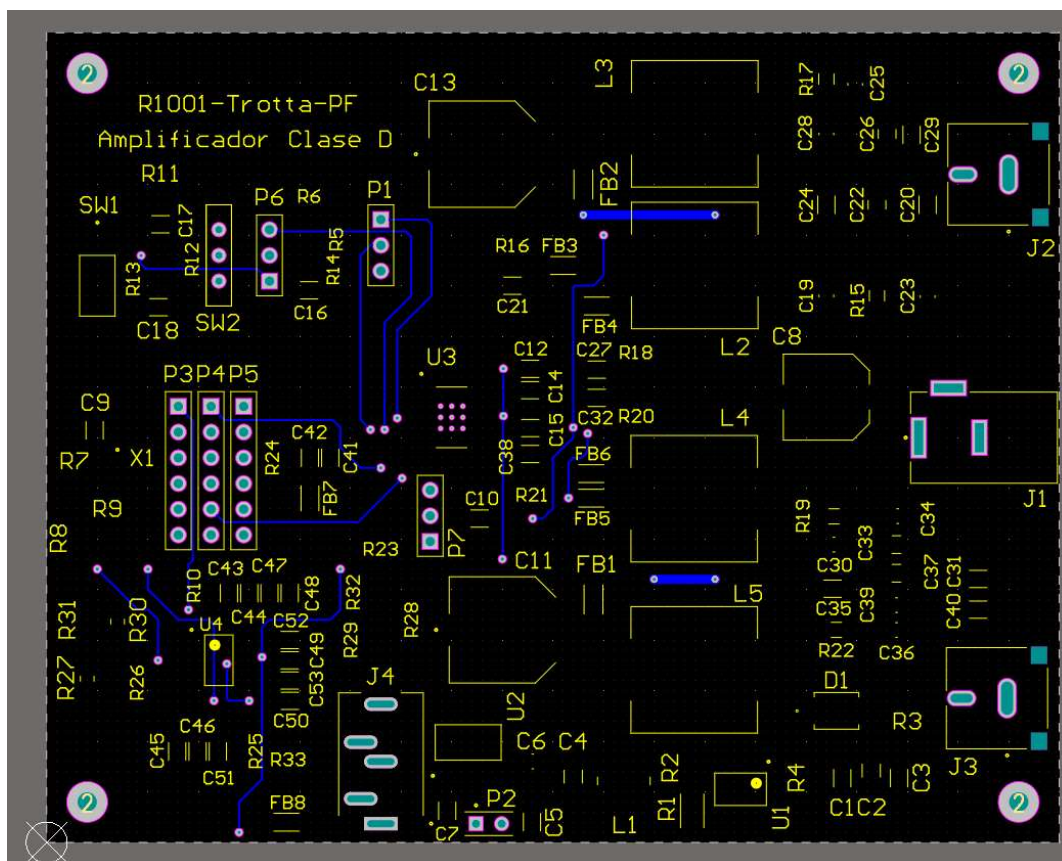 2
2
R1001-Trotta-PF
Amplificador Clase D
C13
L3
R17
C25
C28
C26
C29
R11
SW1
P6
R6
P1
FB2
C24
C22
C20
J2
C17
R12
R13
R14
R5
R16
FB3
C21
FB4
C19
R15
C23
C18
SW2
C16
U3
C12
C27
R18
L2
C8
P3
P4
P5
C14
C9
C42
C15
C32
R20
L4
R7
X1
R24
C41
C38
FB6
J1
R9
FB7
C10
R21
FB5
R19
C33
C34
R8
P7
R23
C11
FB1
C43
C47
C30
C37
C31
R10
C48
R32
L5
C35
C39
C40
R31
R30
U4
C44
C52
R28
R29
C49
R22
C36
R27
R26
C53
J4
D1
C50
U2
R3
C45
C46
R25
R33
C6
C4
R2
R4
C3
J3
C51
2
FB8
C7
P2
C5
L1
R1
U1
C1
C2
2